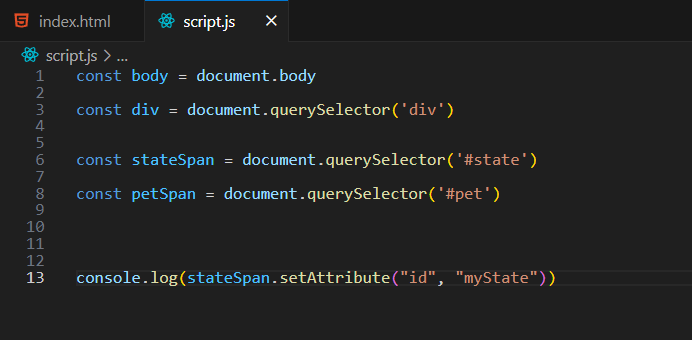 index.html script.js
script.js > ...
1 const body = document.body
2
3 const div = document.querySelector('div')
4
5
6 const stateSpan = document.querySelector('#state')
7
8 const petSpan = document.querySelector('#pet')
9
10
11
12
13 console.log(stateSpan.setAttribute("id", "myState"))